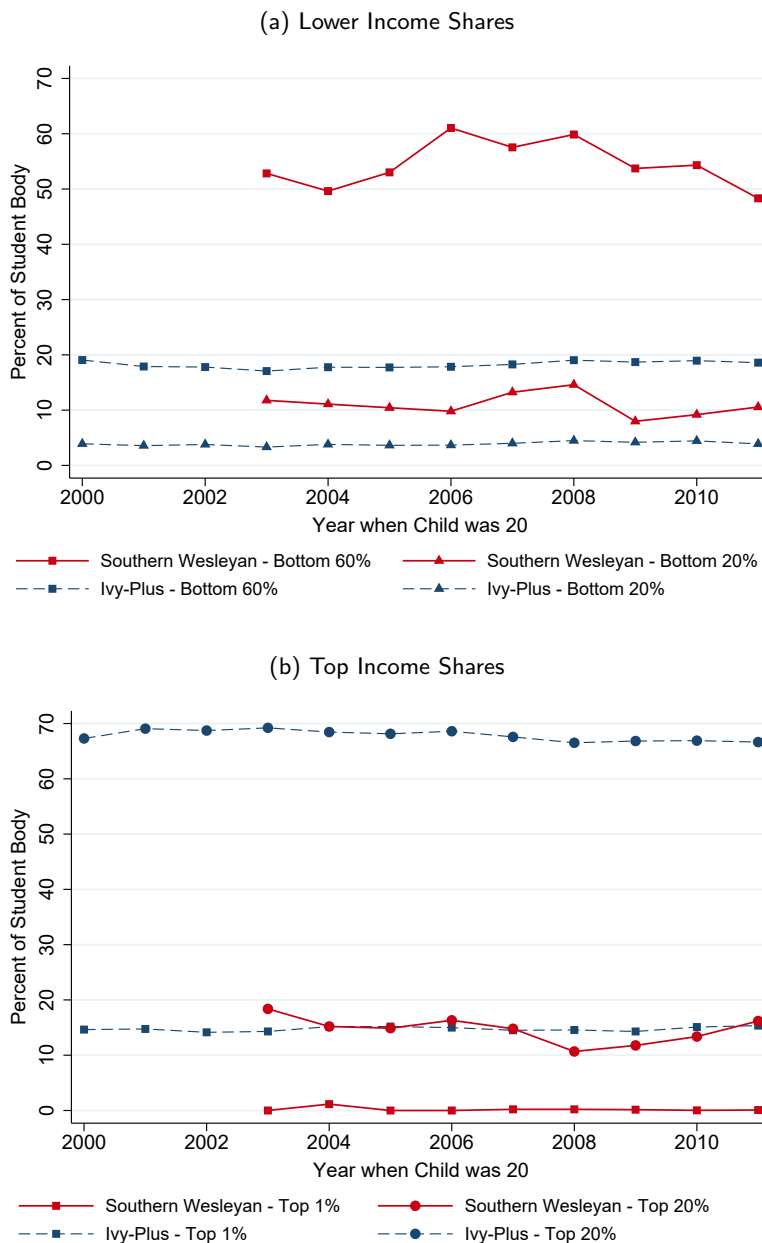 (a) Lower Income Shares
Percent of Student Body
70
60
50
40
30
20
10
0
2000 2002 2004 2006 2008 2010
Year when Child was 20
Southern Wesleyan - Bottom 60% Southern Wesleyan - Bottom 20%
Ivy-Plus - Bottom 60% Ivy-Plus - Bottom 20%
(b) Top Income Shares
Percent of Student Body
70
60
50
40
30
20
10
0
2000 2002 2004 2006 2008 2010
Year when Child was 20
Southern Wesleyan - Top 1% Southern Wesleyan - Top 20%
Ivy-Plus - Top 1% Ivy-Plus - Top 20%